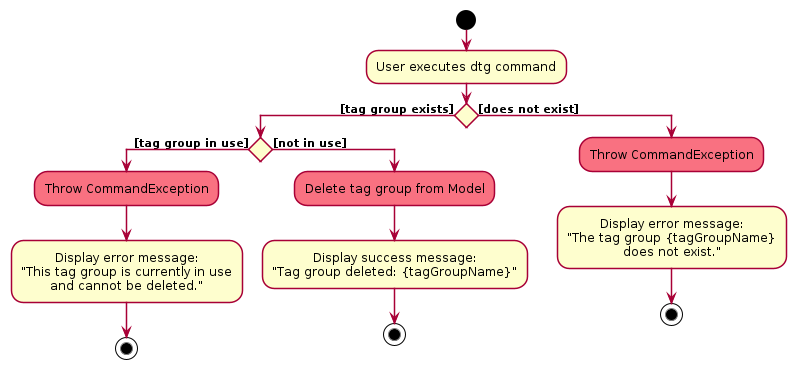 User executes dtg command
[tag group exists]
[does not exist]
[tag group in use]
[not in use]
Throw CommandException
Throw CommandException
Delete tag group from Model
Display error message:
"The tag group {tagGroupName}
does not exist."
Display error message:
"This tag group is currently in use
and cannot be deleted."
Display success message:
"Tag group deleted: {tagGroupName}"